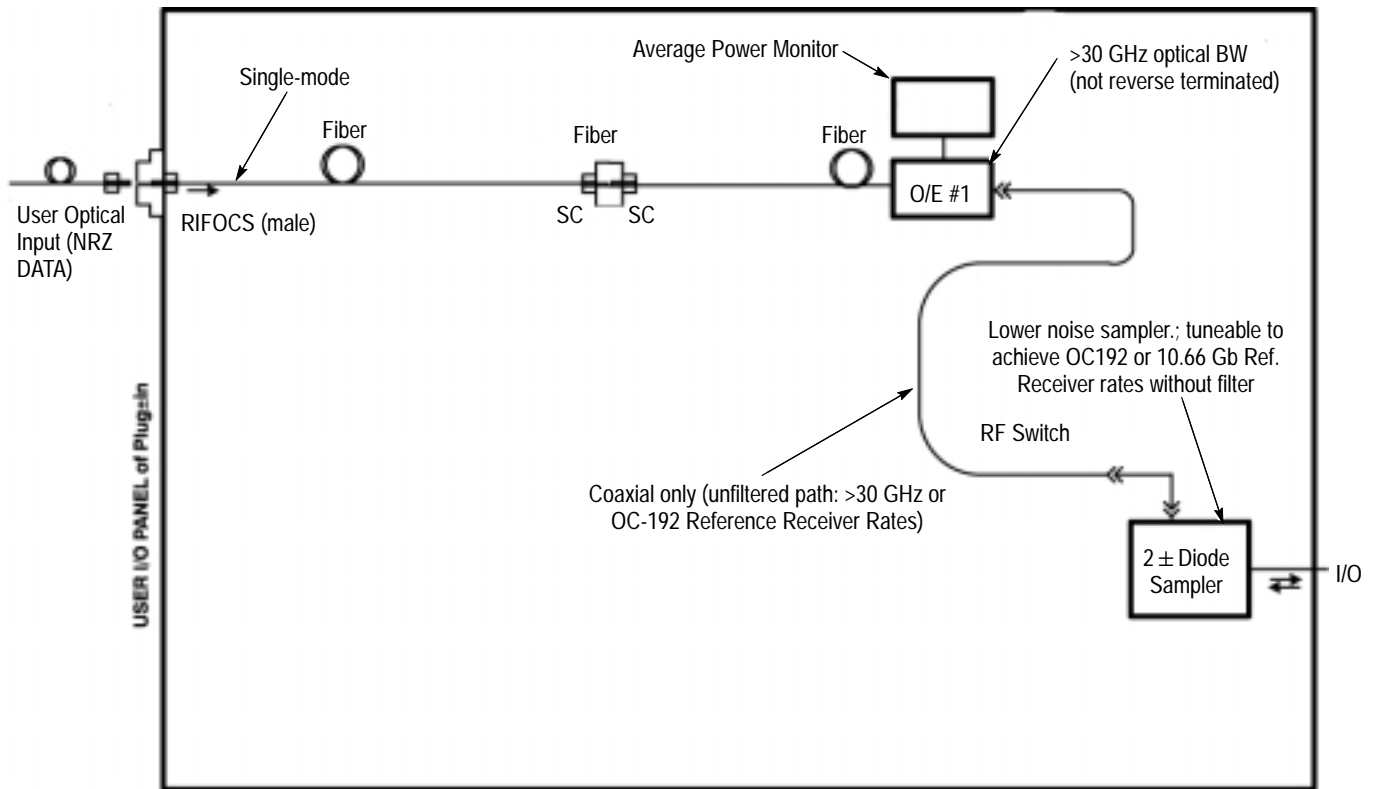 Average Power Monitor
>30 GHz optical BW
(not reverse terminated)
Single-mode
Fiber
Fiber
Fiber
O/E #1
User Optical
Input (NRZ
DATA)
RIFOCS (male)
SC
SC
Lower noise sampler.; tuneable to
achieve OC192 or 10.66 Gb Ref.
Receiver rates without filter
USER I/O PANEL of Plug±in
RF Switch
Coaxial only (unfiltered path: >30 GHz or
OC-192 Reference Receiver Rates)
2 ± Diode
Sampler
I/O